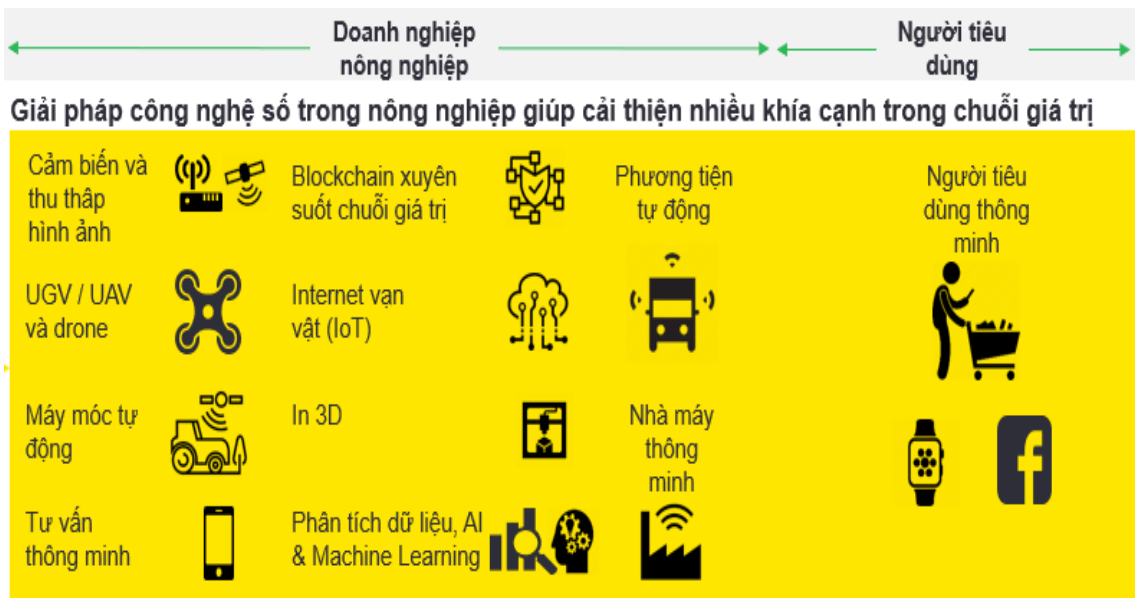 Doanh nghiệp
nông nghiệp
Người tiêu
dùng
Giải pháp công nghệ số trong nông nghiệp giúp cải thiện nhiều khía cạnh trong chuỗi giá trị
Cảm biến và
thu thâp
hình ảnh
Blockchain xuyên
suốt chuỗi giá trị
Phương tiện
tự động
Người tiêu
dùng thông
minh
UGV / UAV
và drone
Internet vạn
vật (IoT)
Máy móc tự
động
In 3D
Nhà máy
thông
minh
Tư vấn
thông minh
Phân tích dữ liệu, AI
& Machine Learning